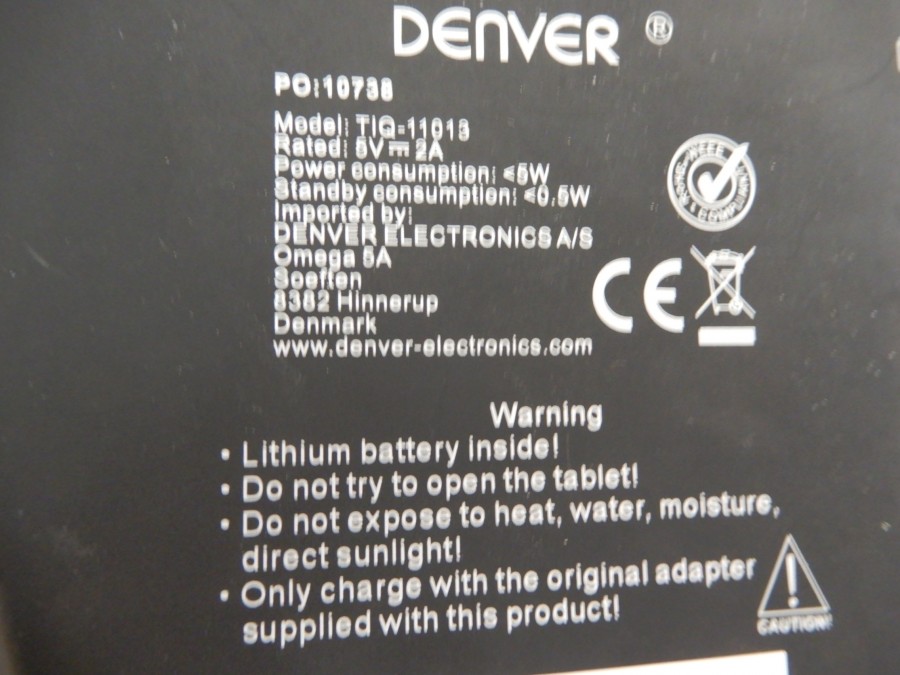 DENVER ®
PO:10738
Model: TIQ-11013
Rated: 5V 2A
Power consumption: <5W
Standby consumption: <0.5W
Imported by:
DENVER ELECTRONICS A/S
Omega 5A
Soeften
8382 Hinnerup
Denmark
www.denver-electronics.com
WEEE
CE
Warning
• Lithium battery inside!
• Do not try to open the tablet!
• Do not expose to heat, water, moisture,
direct sunlight!
• Only charge with the original adapter
supplied with this product!
CAUTION!